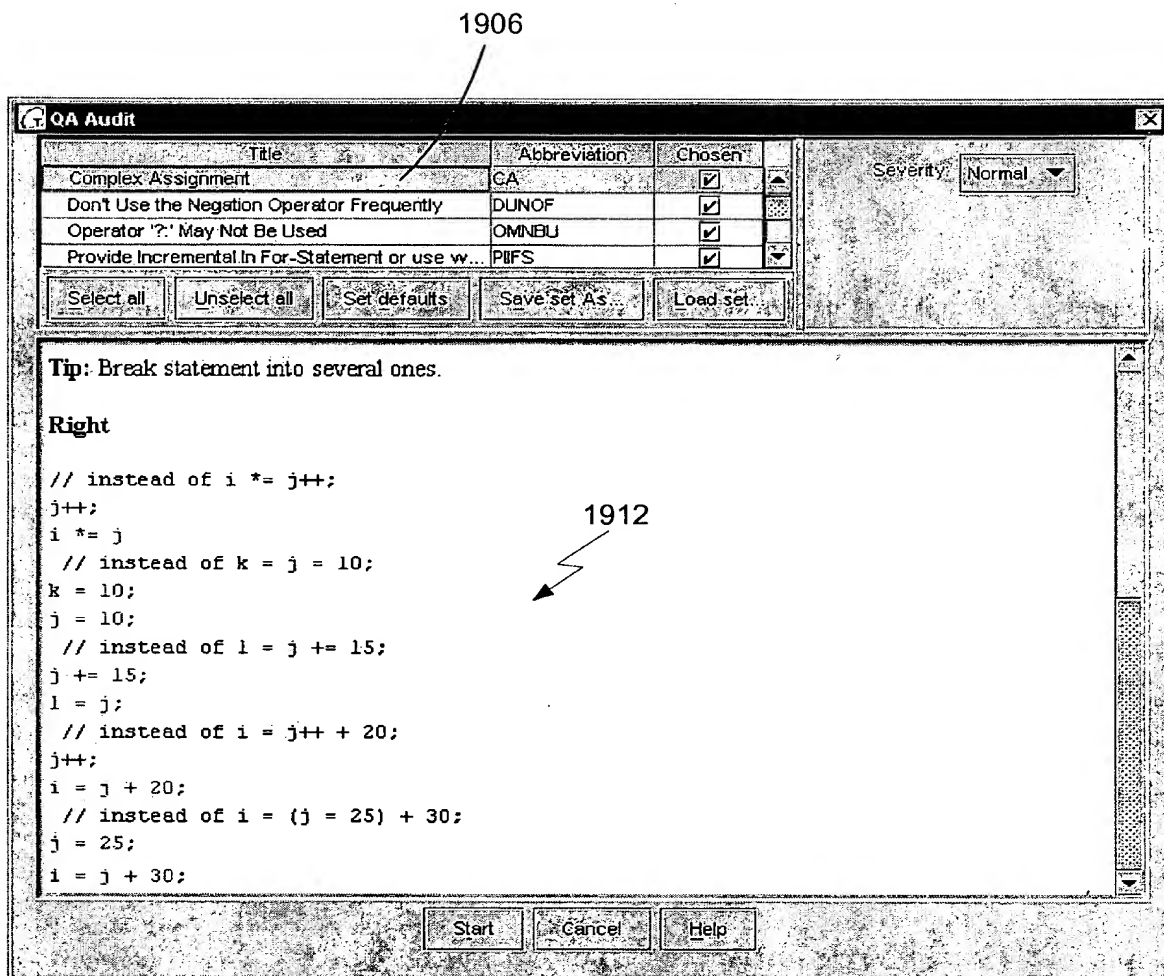 1906
QA Audit
Title Abbreviation Chosen
Complex Assignment CA
Don't Use the Negation Operator Frequently DUNOF
Operator '?:' May Not Be Used OMNBU
Provide Incremental In For-Statement or use w... PIIFS
Severity: Normal
Select all Unselect all Set defaults Save set As... Load set...
Tip: Break statement into several ones.
Right
// instead of i *= j++;
j++;
i *= j
// instead of k = j = 10;
k = 10;
j = 10;
// instead of l = j += 15;
j += 15;
l = j;
// instead of i = j++ + 20;
j++;
i = j + 20;
// instead of i = (j = 25) + 30;
j = 25;
i = j + 30;
1912
Start Cancel Help